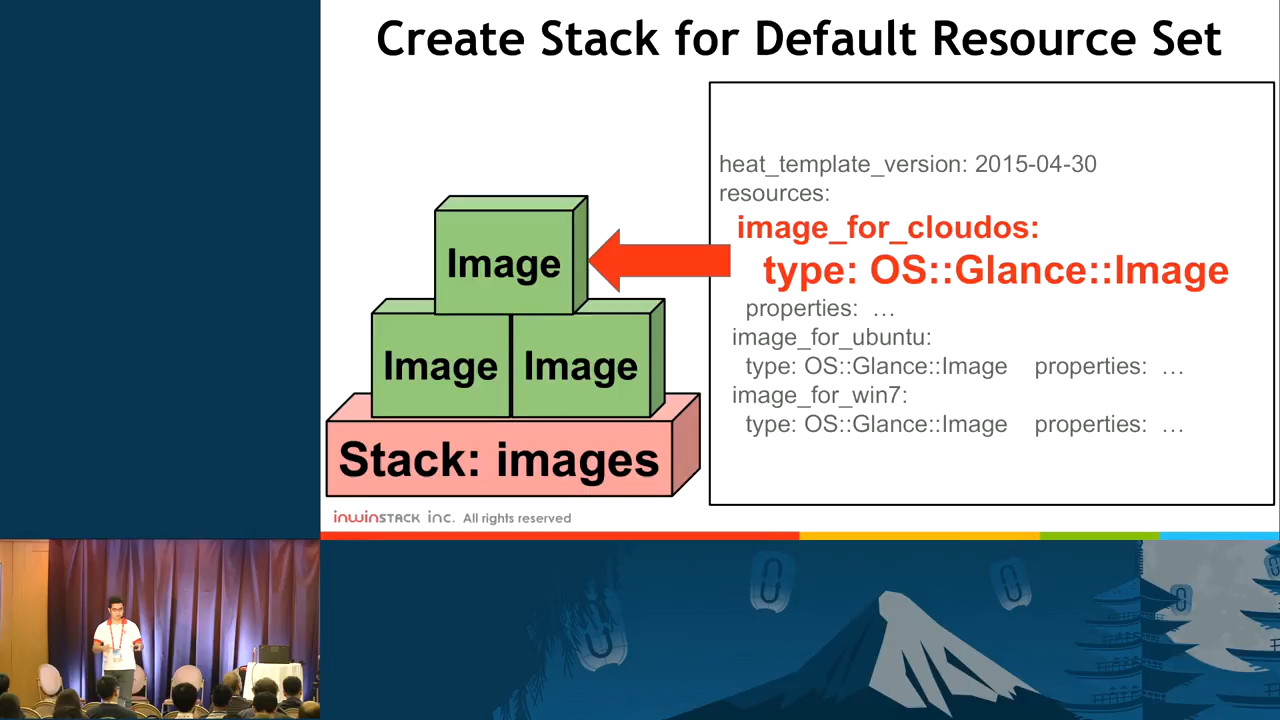 Create Stack for Default Resource Set
heat_template_version: 2015-04-30
resources:
image_for_cloudos:
type: OS::Glance::Image
properties: …
image_for_ubuntu:
type: OS::Glance::Image properties: …
image_for_win7:
type: OS::Glance::Image properties: …
Image
Image Image
Stack: images
inwinSTACK inc. All rights reserved